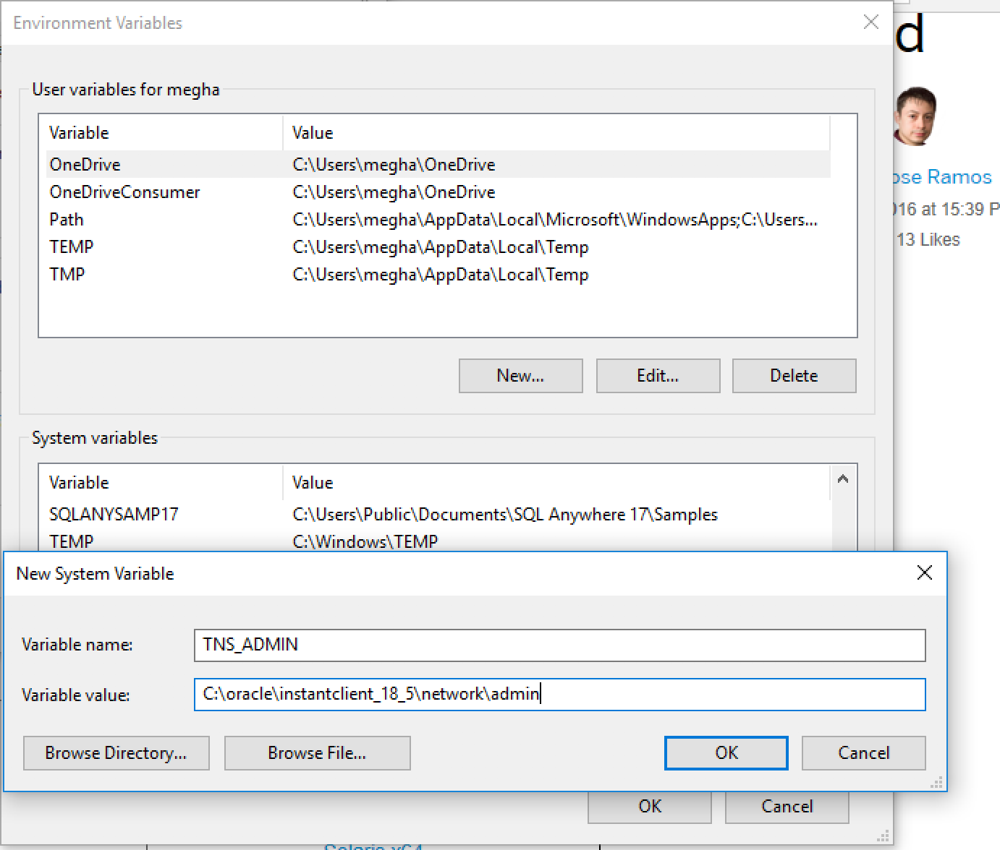 Environment Variables
d
User variables for megha
Variable Value
OneDrive C:\Users\megha\OneDrive
OneDriveConsumer C:\Users\megha\OneDrive
Path C:\Users\megha\AppData\Local\Microsoft\WindowsApps;C:\Users...
TEMP C:\Users\megha\AppData\Local\Temp
TMP C:\Users\megha\AppData\Local\Temp
New... Edit... Delete
ose Ramos
016 at 15:39 P
13 Likes
System variables
Variable Value
SQLANYSAMP17 C:\Users\Public\Documents\SQL Anywhere 17\Samples
TEMP C:\Windows\TEMP
New System Variable
Variable name: TNS_ADMIN
Variable value: C:\oracle\instantclient_18_5\network\admin
Browse Directory... Browse File... OK Cancel
OK Cancel
Solaris x64